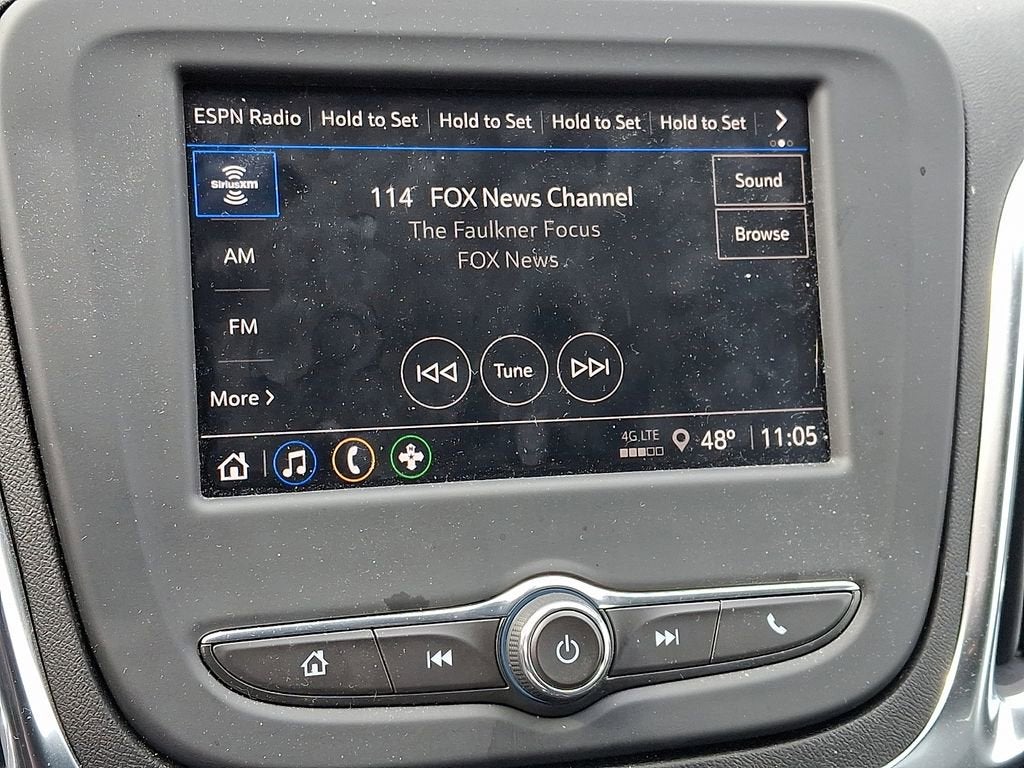 ESPN Radio Hold to Set Hold to Set Hold to Set Hold to Set
SiriusXM
114 FOX News Channel
The Faulkner Focus
FOX News
Sound
Browse
AM
FM
More
Tune
4G LTE 48° 11:05